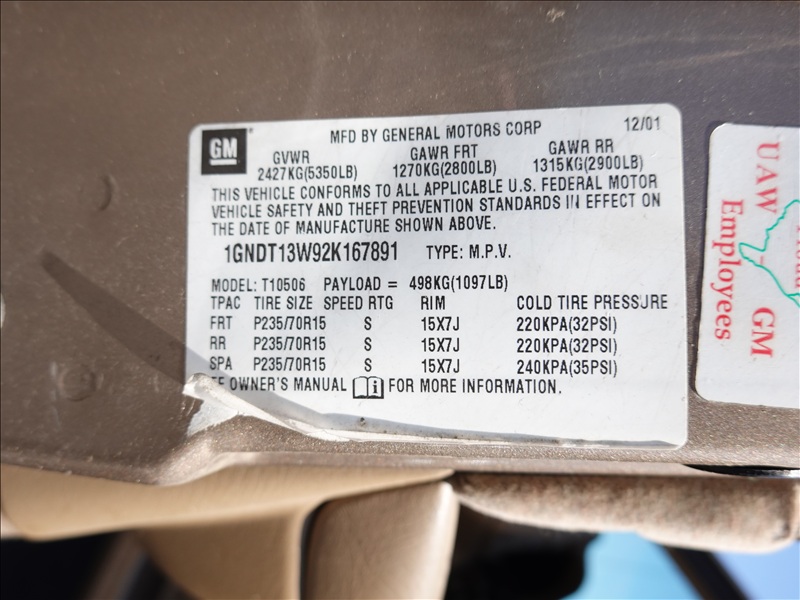 GM
MFD BY GENERAL MOTORS CORP 12/01
GVWR GAWR FRT GAWR RR
2427KG(5350LB) 1270KG(2800LB) 1315KG(2900LB)
THIS VEHICLE CONFORMS TO ALL APPLICABLE U.S. FEDERAL MOTOR
VEHICLE SAFETY AND THEFT PREVENTION STANDARDS IN EFFECT ON
THE DATE OF MANUFACTURE SHOWN ABOVE.
1GNDT13W92K167891 TYPE: M.P.V.
MODEL: T10506 PAYLOAD = 498KG(1097LB)
TPAC TIRE SIZE SPEED RTG RIM COLD TIRE PRESSURE
FRT P235/70R15 S 15X7J 220KPA(32PSI)
RR P235/70R15 S 15X7J 220KPA(32PSI)
SPA P235/70R15 S 15X7J 240KPA(35PSI)
OWNER'S MANUAL FOR MORE INFORMATION.
UAW - GM
Employees